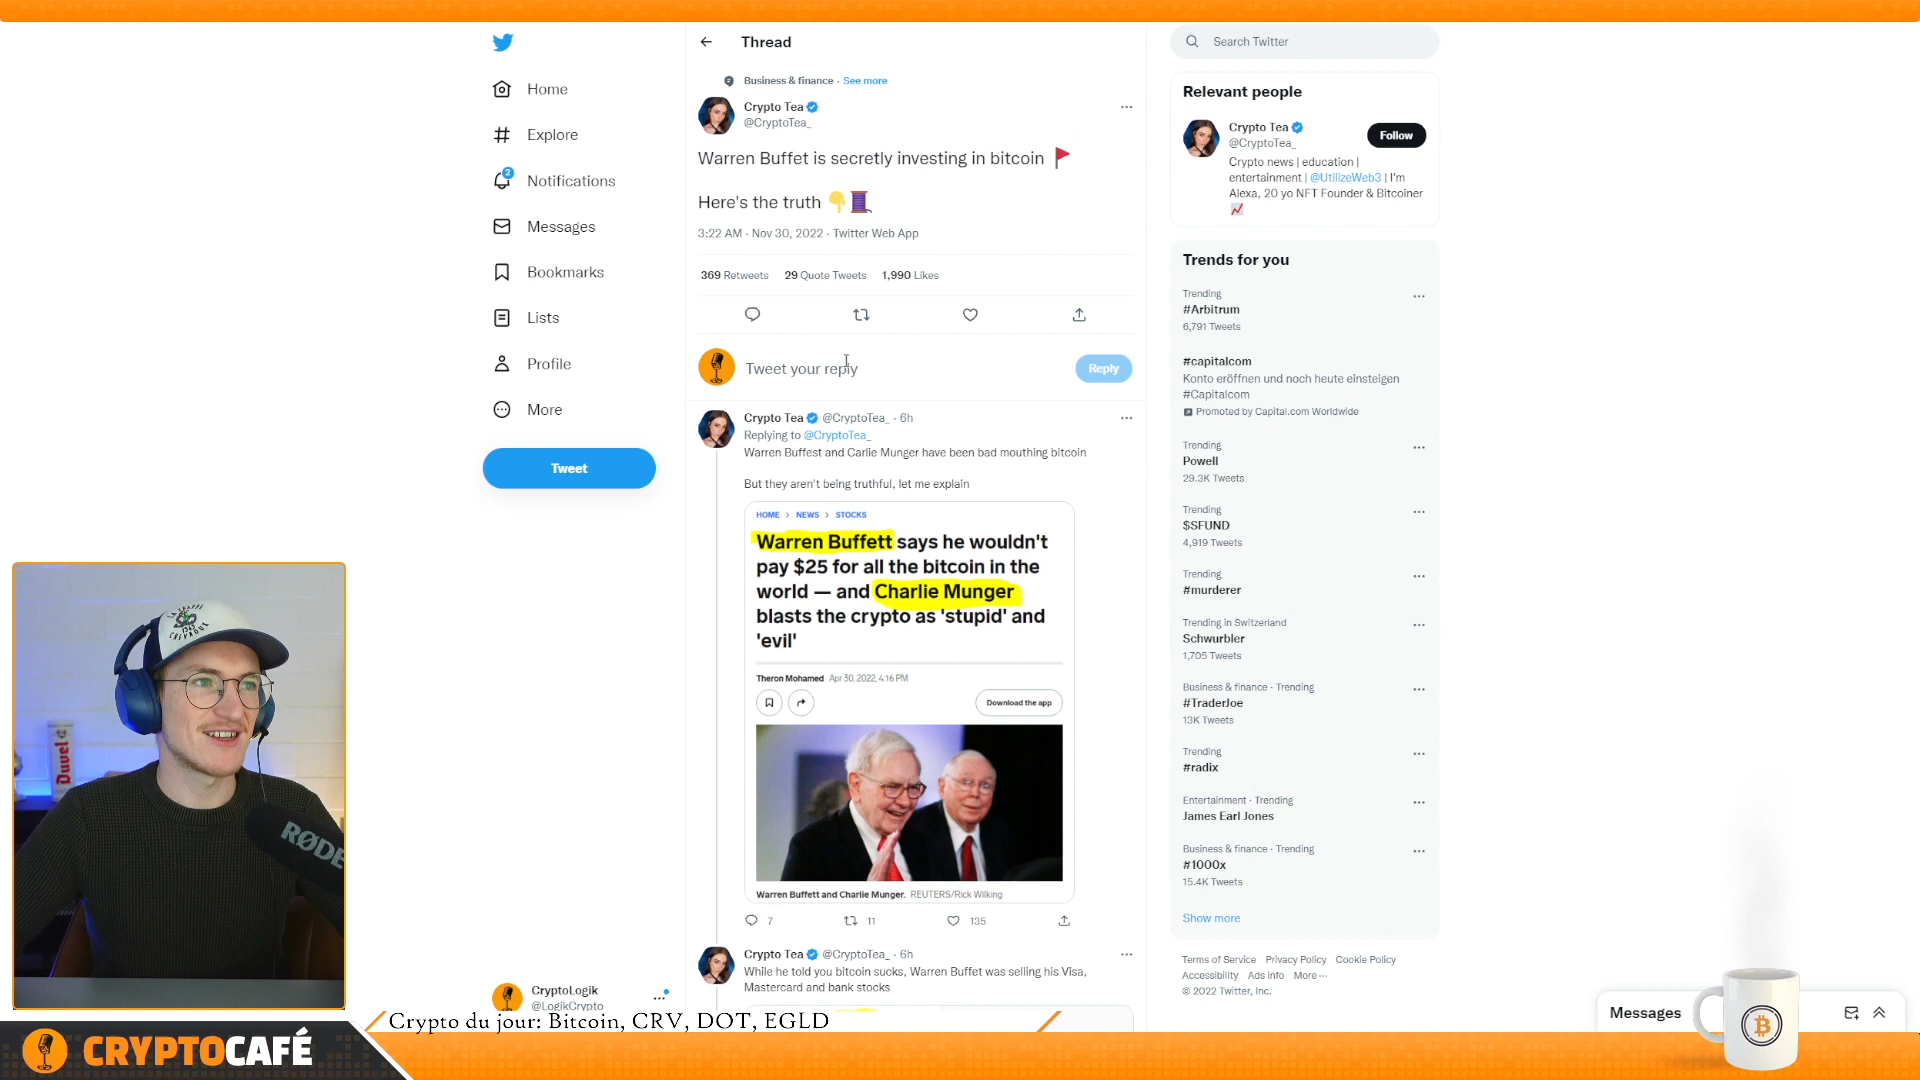 Thread
Search Twitter
Home
Explore
2
Notifications
Messages
Bookmarks
Lists
Profile
More
Tweet
Business & finance · See more
Crypto Tea
@CryptoTea_
Warren Buffet is secretly investing in bitcoin 🚩
Here's the truth 👇🧵
3:22 AM · Nov 30, 2022 · Twitter Web App
369 Retweets 29 Quote Tweets 1,990 Likes
Tweet your reply
Reply
Crypto Tea @CryptoTea_ · 6h
Replying to @CryptoTea_
Warren Buffest and Carlie Munger have been bad mouthing bitcoin
But they aren't being truthful, let me explain
HOME > NEWS > STOCKS
Warren Buffett says he wouldn't
pay $25 for all the bitcoin in the
world — and Charlie Munger
blasts the crypto as 'stupid' and
'evil'
Theron Mohamed Apr 30, 2022, 4:16 PM
Download the app
Warren Buffett and Charlie Munger. REUTERS/Rick Wilking
7 11 135
Crypto Tea @CryptoTea_ · 6h
While he told you bitcoin sucks, Warren Buffet was selling his Visa,
Mastercard and bank stocks
Relevant people
Crypto Tea
@CryptoTea_
Follow
Crypto news | education |
entertainment | @UtilizeWeb3 | I'm
Alexa, 20 yo NFT Founder & Bitcoiner
📈
Trends for you
Trending
#Arbitrum
6,791 Tweets
#capitalcom
Konto eröffnen und noch heute einsteigen
#Capitalcom
Promoted by Capital.com Worldwide
Trending
Powell
29.3K Tweets
Trending
$SFUND
4,919 Tweets
Trending
#murderer
Trending in Switzerland
Schwurbler
1,705 Tweets
Business & finance · Trending
#TraderJoe
13K Tweets
Trending
#radix
Entertainment · Trending
James Earl Jones
Business & finance · Trending
#1000x
15.4K Tweets
Show more
Terms of Service Privacy Policy Cookie Policy
Accessibility Ads info More ···
© 2022 Twitter, Inc.
Messages
LA TRAPPE
CHEVROUX
Duvel
RØDE
CryptoLogik
@LogikCrypto
Crypto du jour: Bitcoin, CRV, DOT, EGLD
CRYPTOCAFÉ